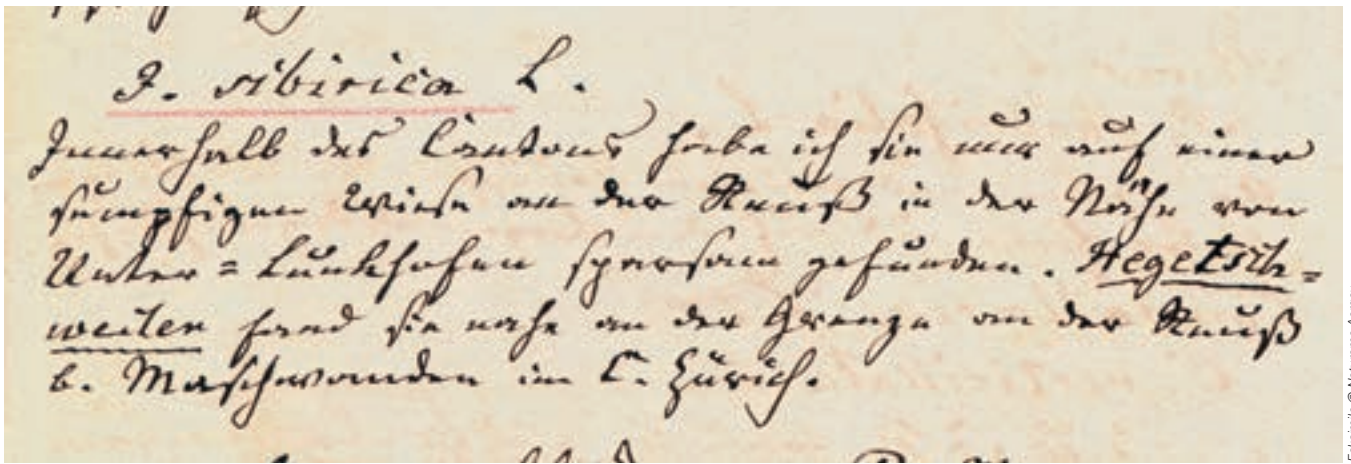 J. sibirica L.
Innerhalb des Cantons habe ich sie nur auf einer
sumpfigen Wiese an der Reuß in der Nähe von
Unter=Lunkhofen sparsam gefunden. Hegetsch=
weiler fand sie nahe an der Grenze an der Reuß
b. Maschwanden im C. Zürich.